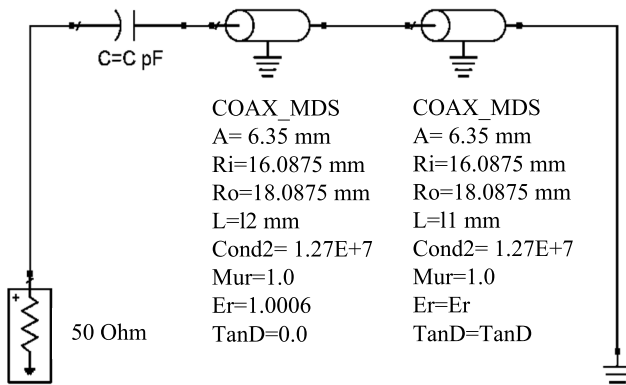 C=C pF
COAX_MDS
A= 6.35 mm
Ri=16.0875 mm
Ro=18.0875 mm
L=l2 mm
Cond2= 1.27E+7
Mur=1.0
Er=1.0006
TanD=0.0
COAX_MDS
A= 6.35 mm
Ri=16.0875 mm
Ro=18.0875 mm
L=l1 mm
Cond2= 1.27E+7
Mur=1.0
Er=Er
TanD=TanD
+
50 Ohm